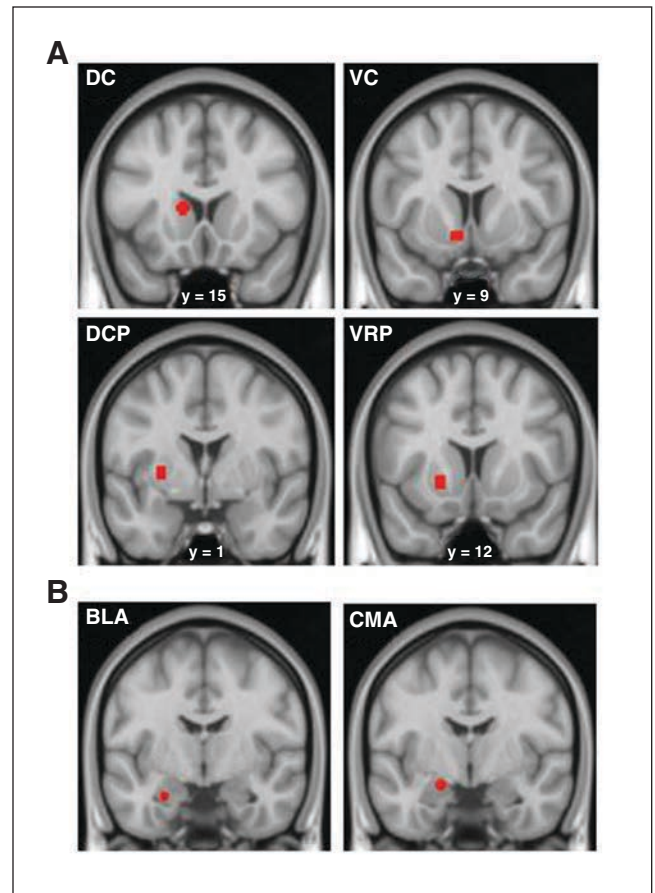 A
DC
VC
y = 15
y = 9
DCP
VRP
y = 1
y = 12
B
BLA
CMA